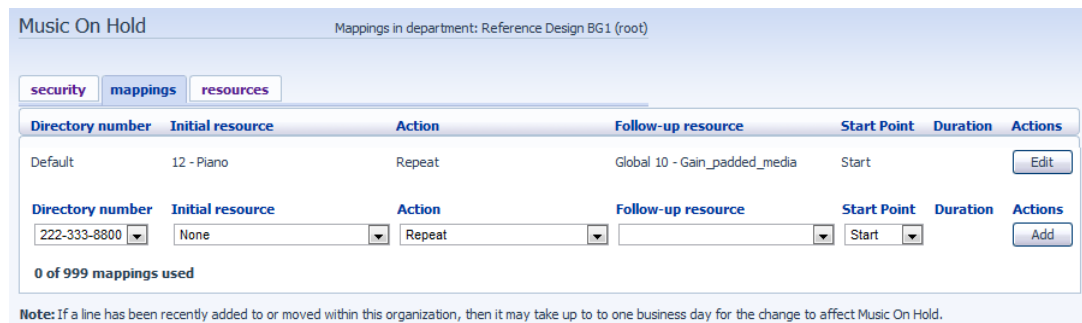 Music On Hold Mappings in department: Reference Design BG1 (root)
security mappings resources
Directory number Initial resource Action Follow-up resource Start Point Duration Actions
Default 12 - Piano Repeat Global 10 - Gain_padded_media Start Edit
Directory number Initial resource Action Follow-up resource Start Point Duration Actions
222-333-8800 None Repeat Start Add
0 of 999 mappings used
Note: If a line has been recently added to or moved within this organization, then it may take up to to one business day for the change to affect Music On Hold.